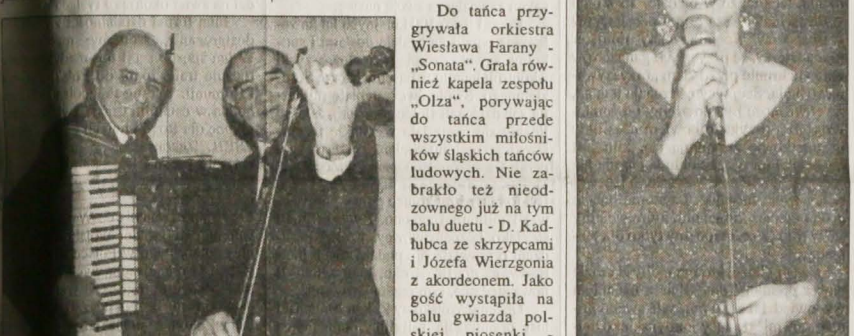 Do tańca przy-
grywała orkiestra
Wiesława Farany -
„Sonata“. Grała rów-
nież kapela zespołu
„Olza“, porywając
do tańca przede
wszystkim miłośni-
ków śląskich tańców
ludowych. Nie za-
brakło też nieod-
zownego już na tym
balu duetu - D. Kad-
łubca ze skrzypcami
i Józefa Wierzgonia
z akordeonem. Jako
gość wystąpiła na
balu gwiazda pol-
skiej piosenki -